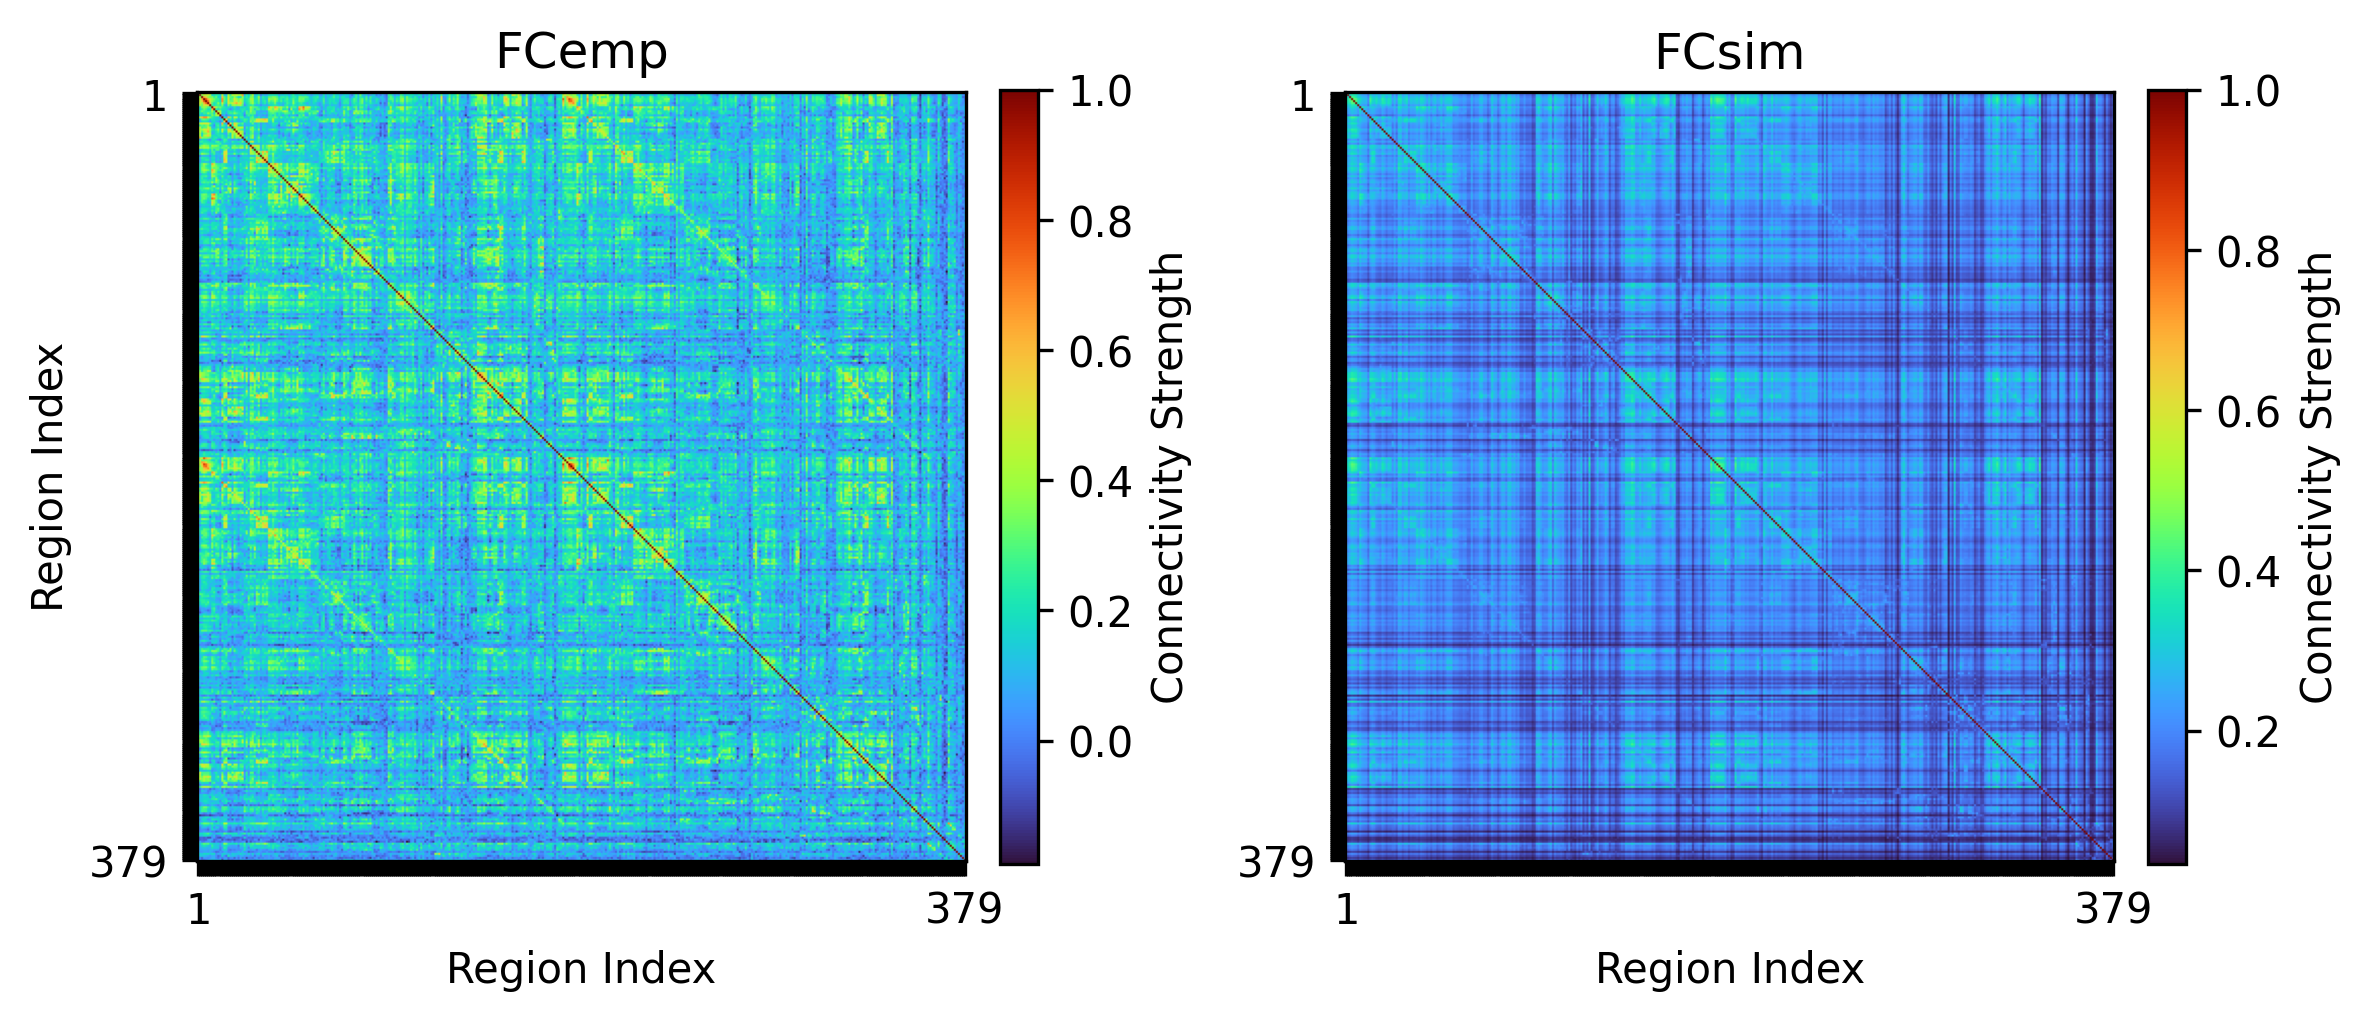 FCemp
1
379
1
379
Region Index
Region Index
1.0
0.8
0.6
0.4
0.2
0.0
Connectivity Strength
FCsim
1
379
1
379
Region Index
1.0
0.8
0.6
0.4
0.2
Connectivity Strength